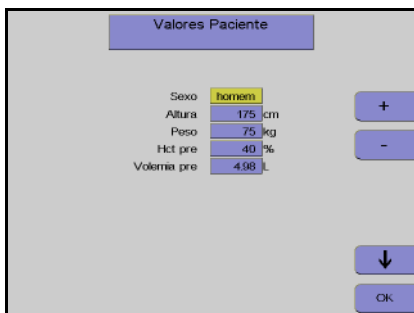 Valores Paciente
Sexo homem
Altura 175 cm
Peso 75 kg
Hct pre 40 %
Volemia pre 4.98 L
+
-
↓
OK